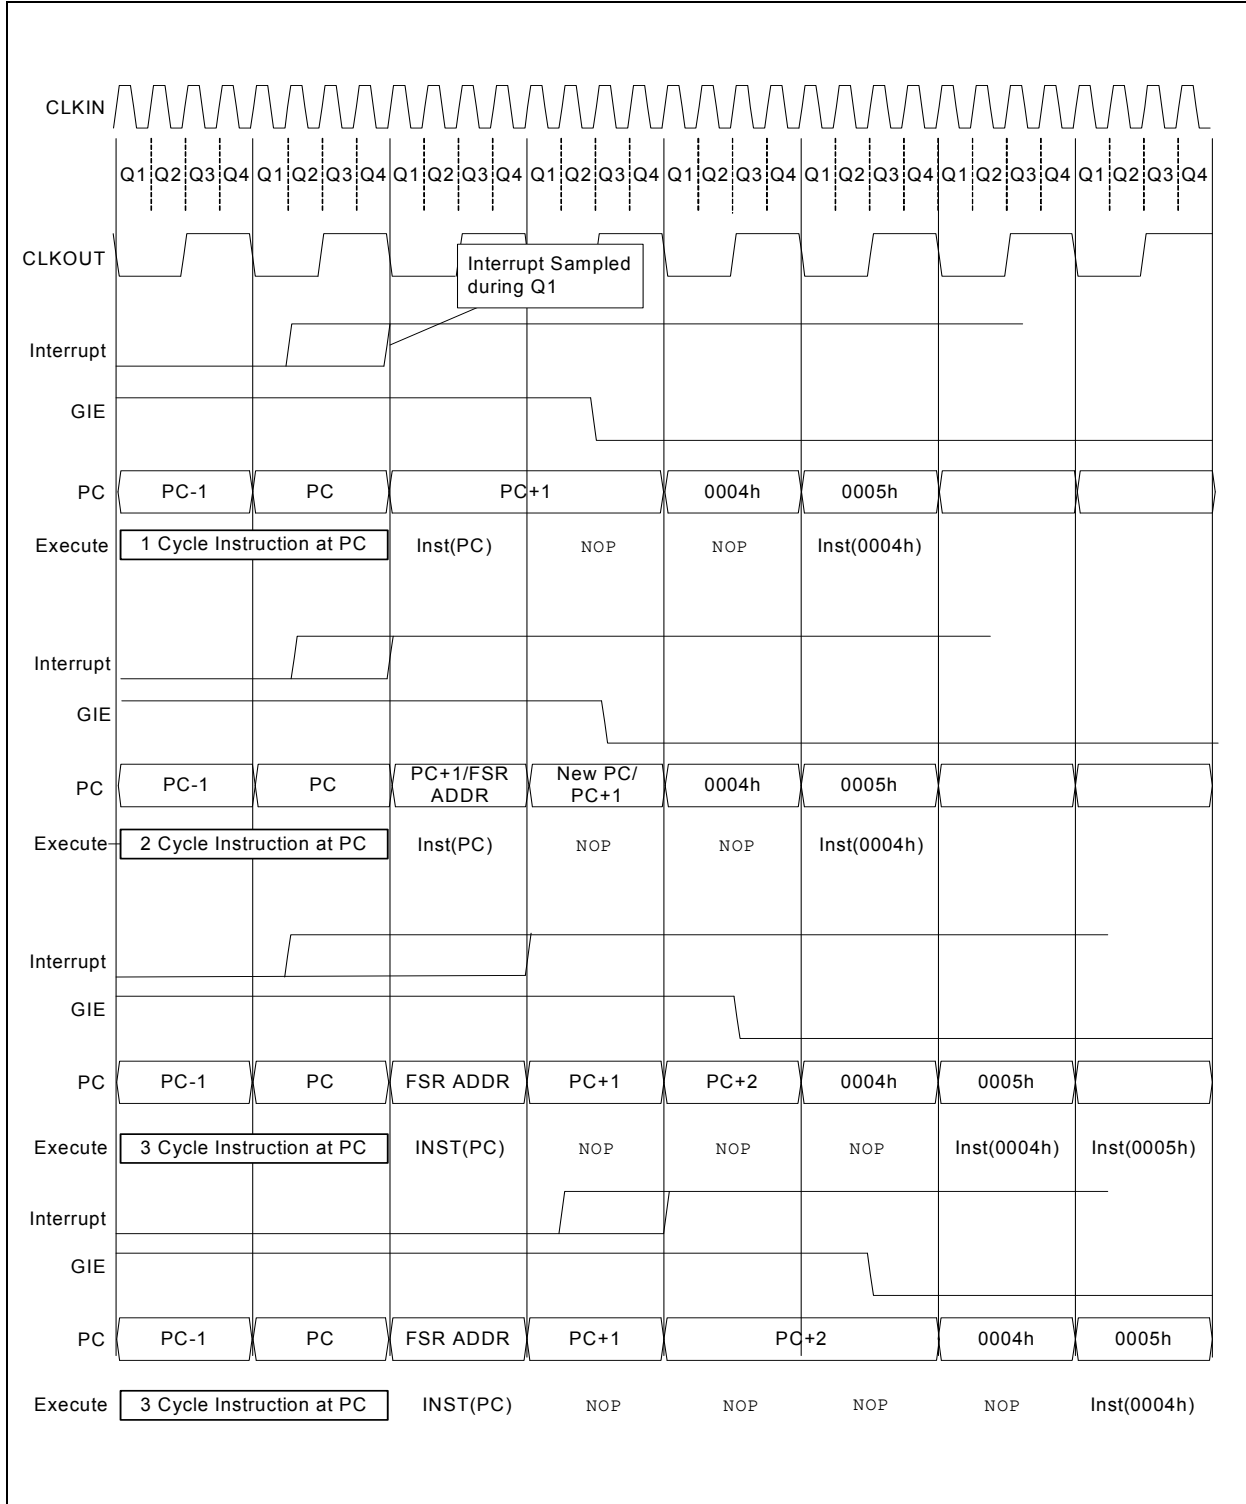 CLKIN
Q1 Q2 Q3 Q4 Q1 Q2 Q3 Q4 Q1 Q2 Q3 Q4 Q1 Q2 Q3 Q4 Q1 Q2 Q3 Q4 Q1 Q2 Q3 Q4 Q1 Q2 Q3 Q4 Q1 Q2 Q3 Q4
CLKOUT
Interrupt Sampled
during Q1
Interrupt
GIE
PC PC-1 PC PC+1 0004h 0005h
Execute 1 Cycle Instruction at PC Inst(PC) NOP NOP Inst(0004h)
Interrupt
GIE
PC PC-1 PC PC+1/FSR ADDR New PC/ PC+1 0004h 0005h
Execute 2 Cycle Instruction at PC Inst(PC) NOP NOP Inst(0004h)
Interrupt
GIE
PC PC-1 PC FSR ADDR PC+1 PC+2 0004h 0005h
Execute 3 Cycle Instruction at PC INST(PC) NOP NOP NOP Inst(0004h) Inst(0005h)
Interrupt
GIE
PC PC-1 PC FSR ADDR PC+1 PC+2 0004h 0005h
Execute 3 Cycle Instruction at PC INST(PC) NOP NOP NOP NOP Inst(0004h)